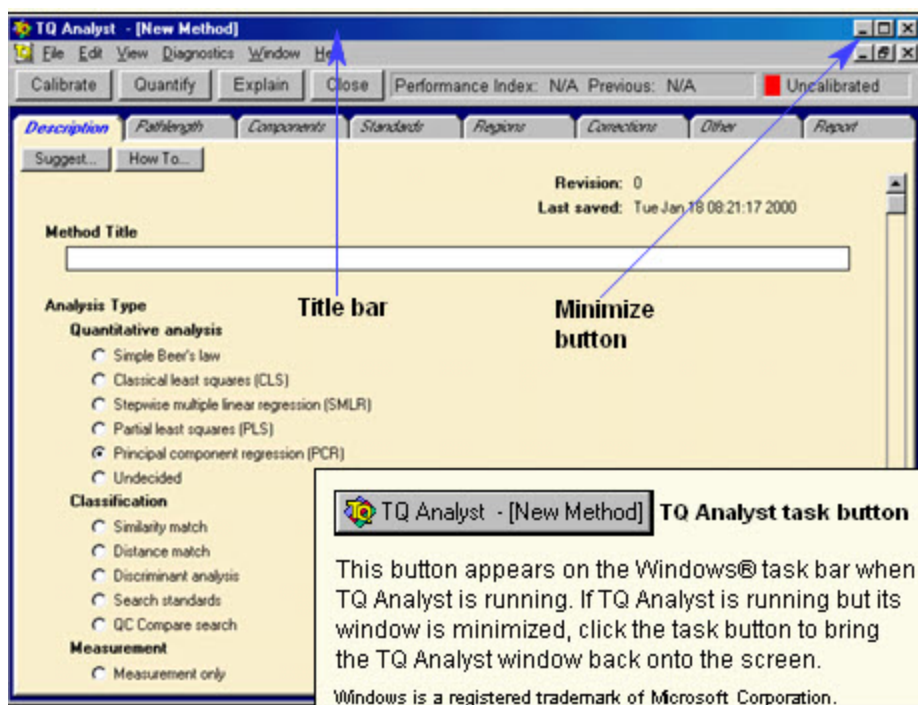 TQ Analyst - [New Method]
File Edit View Diagnostics Window
Calibrate Quantify Explain Close Performance Index: N/A Previous: N/A Uncalibrated
Description Pathlength Components Standards Regions Corrections Other Report
Suggest... How To...
Revision: 0
Last saved: Tue Jan 18 08:21:17 2000
Method Title
Title bar
Minimize
button
Analysis Type
Quantitative analysis
Simple Beer's law
Classical least squares (CLS)
Stepwise multiple linear regression (SMLR)
Partial least squares (PLS)
Principal component regression (PCR)
Undecided
Classification
Similarity match
Distance match
Discriminant analysis
Search standards
QC Compare search
Measurement
Measurement only
TQ Analyst - [New Method] TQ Analyst task button
This button appears on the Windows® task bar when
TQ Analyst is running. If TQ Analyst is running but its
window is minimized, click the task button to bring
the TQ Analyst window back onto the screen.
Windows is a registered trademark of Microsoft Corporation.